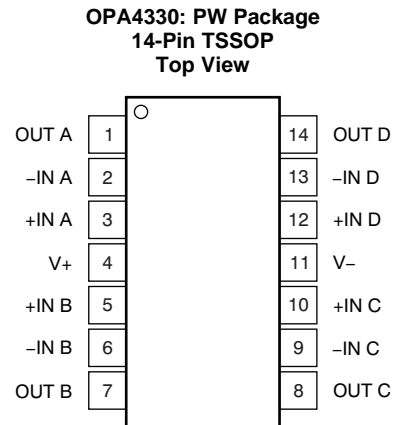 OPA4330: PW Package
14-Pin TSSOP
Top View
OUT A 1 14 OUT D
−IN A 2 13 −IN D
+IN A 3 12 +IN D
V+ 4 11 V−
+IN B 5 10 +IN C
−IN B 6 9 −IN C
OUT B 7 8 OUT C